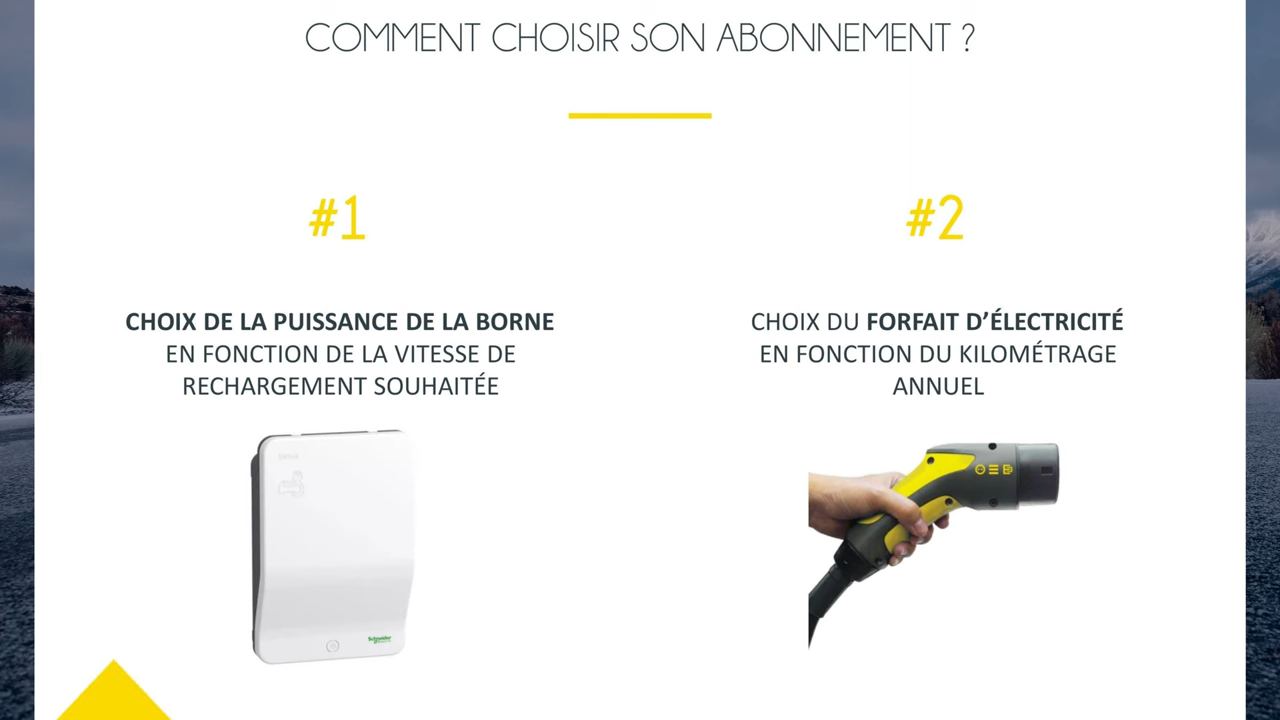 COMMENT CHOISIR SON ABONNEMENT ?
#1
CHOIX DE LA PUISSANCE DE LA BORNE
EN FONCTION DE LA VITESSE DE
RECHARGEMENT SOUHAITÉE
#2
CHOIX DU FORFAIT D’ÉLECTRICITÉ
EN FONCTION DU KILOMÉTRAGE
ANNUEL
Schneider